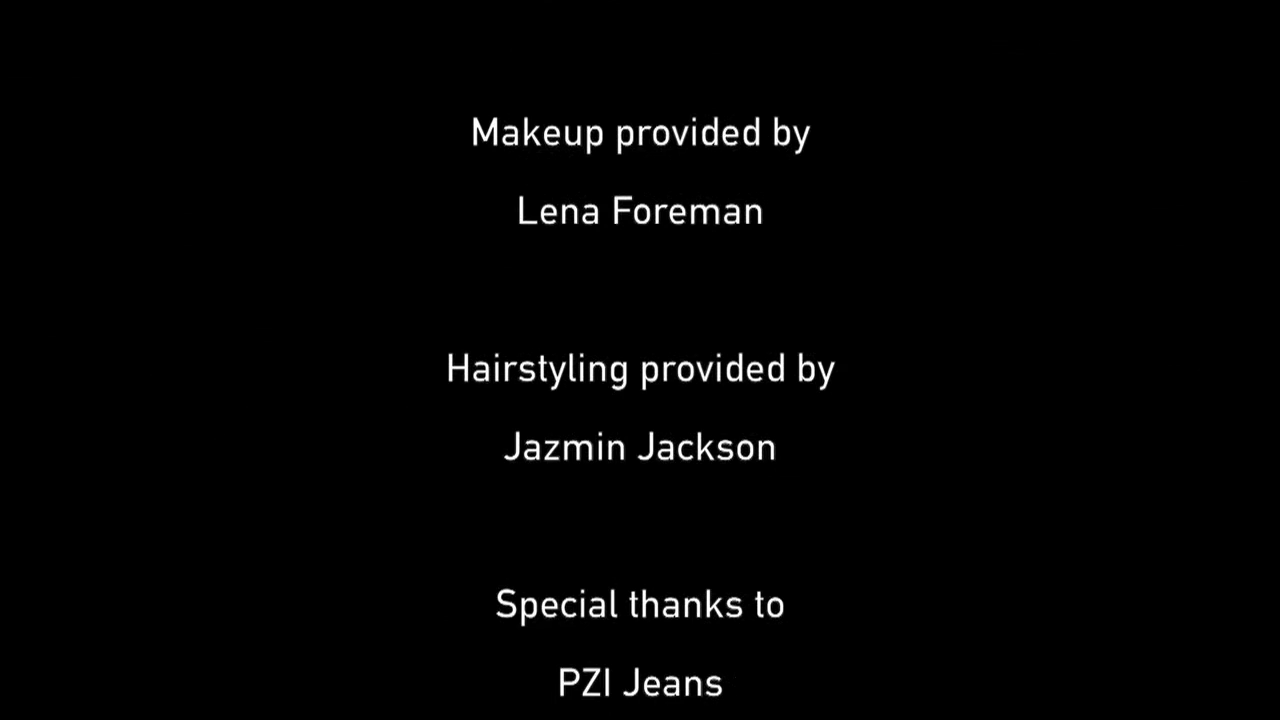 Makeup provided by
Lena Foreman
Hairstyling provided by
Jazmin Jackson
Special thanks to
PZI Jeans